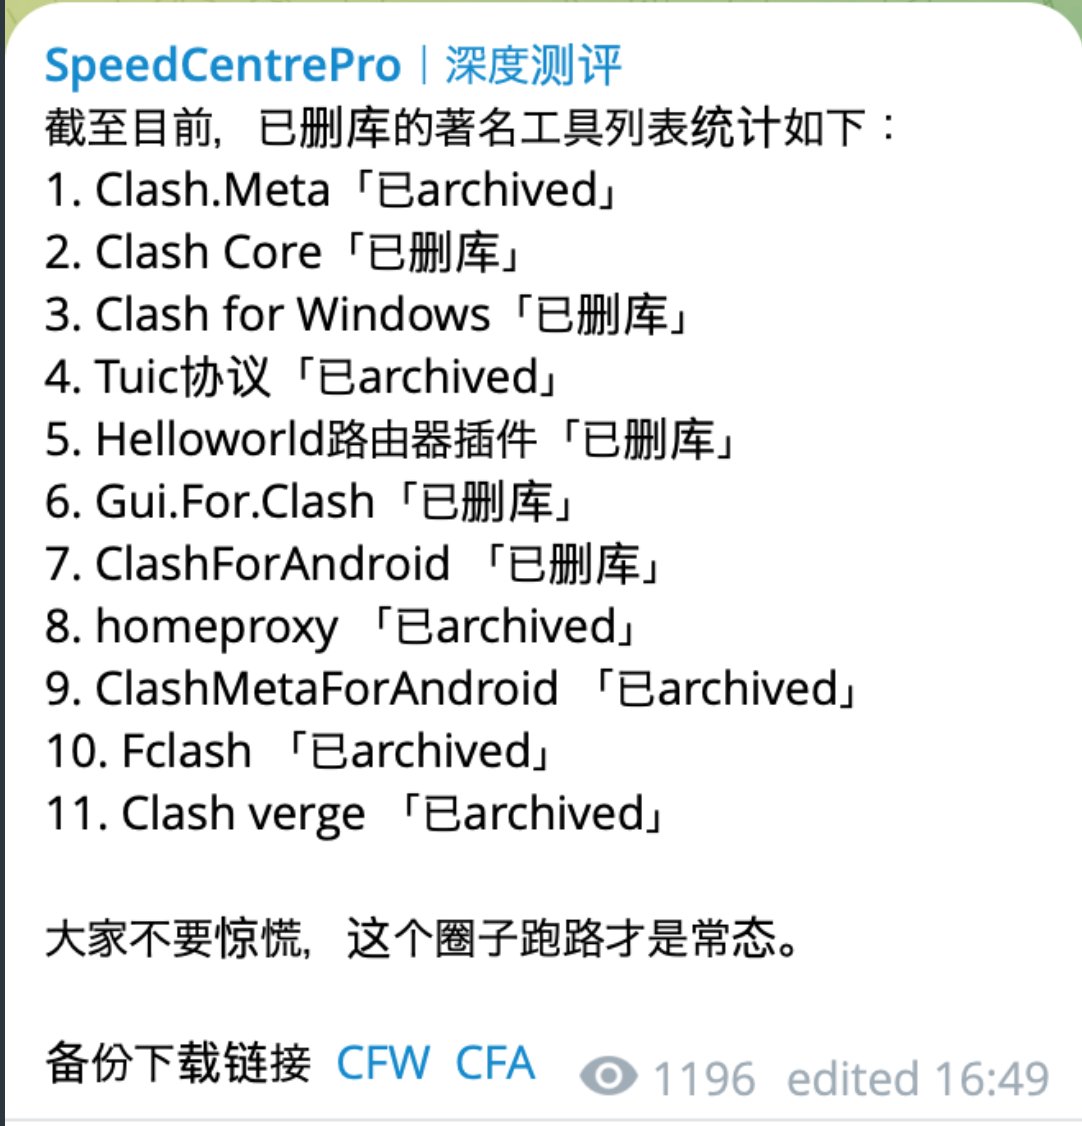 SpeedCentrePro｜深度测评
截至目前，已删库的著名工具列表统计如下：
1. Clash.Meta「已archived」
2. Clash Core「已删库」
3. Clash for Windows「已删库」
4. Tuic协议「已archived」
5. Helloworld路由器插件「已删库」
6. Gui.For.Clash「已删库」
7. ClashForAndroid 「已删库」
8. homeproxy 「已archived」
9. ClashMetaForAndroid 「已archived」
10. Fclash 「已archived」
11. Clash verge 「已archived」
大家不要惊慌，这个圈子跑路才是常态。
备份下载链接 CFW CFA 1196 edited 16:49